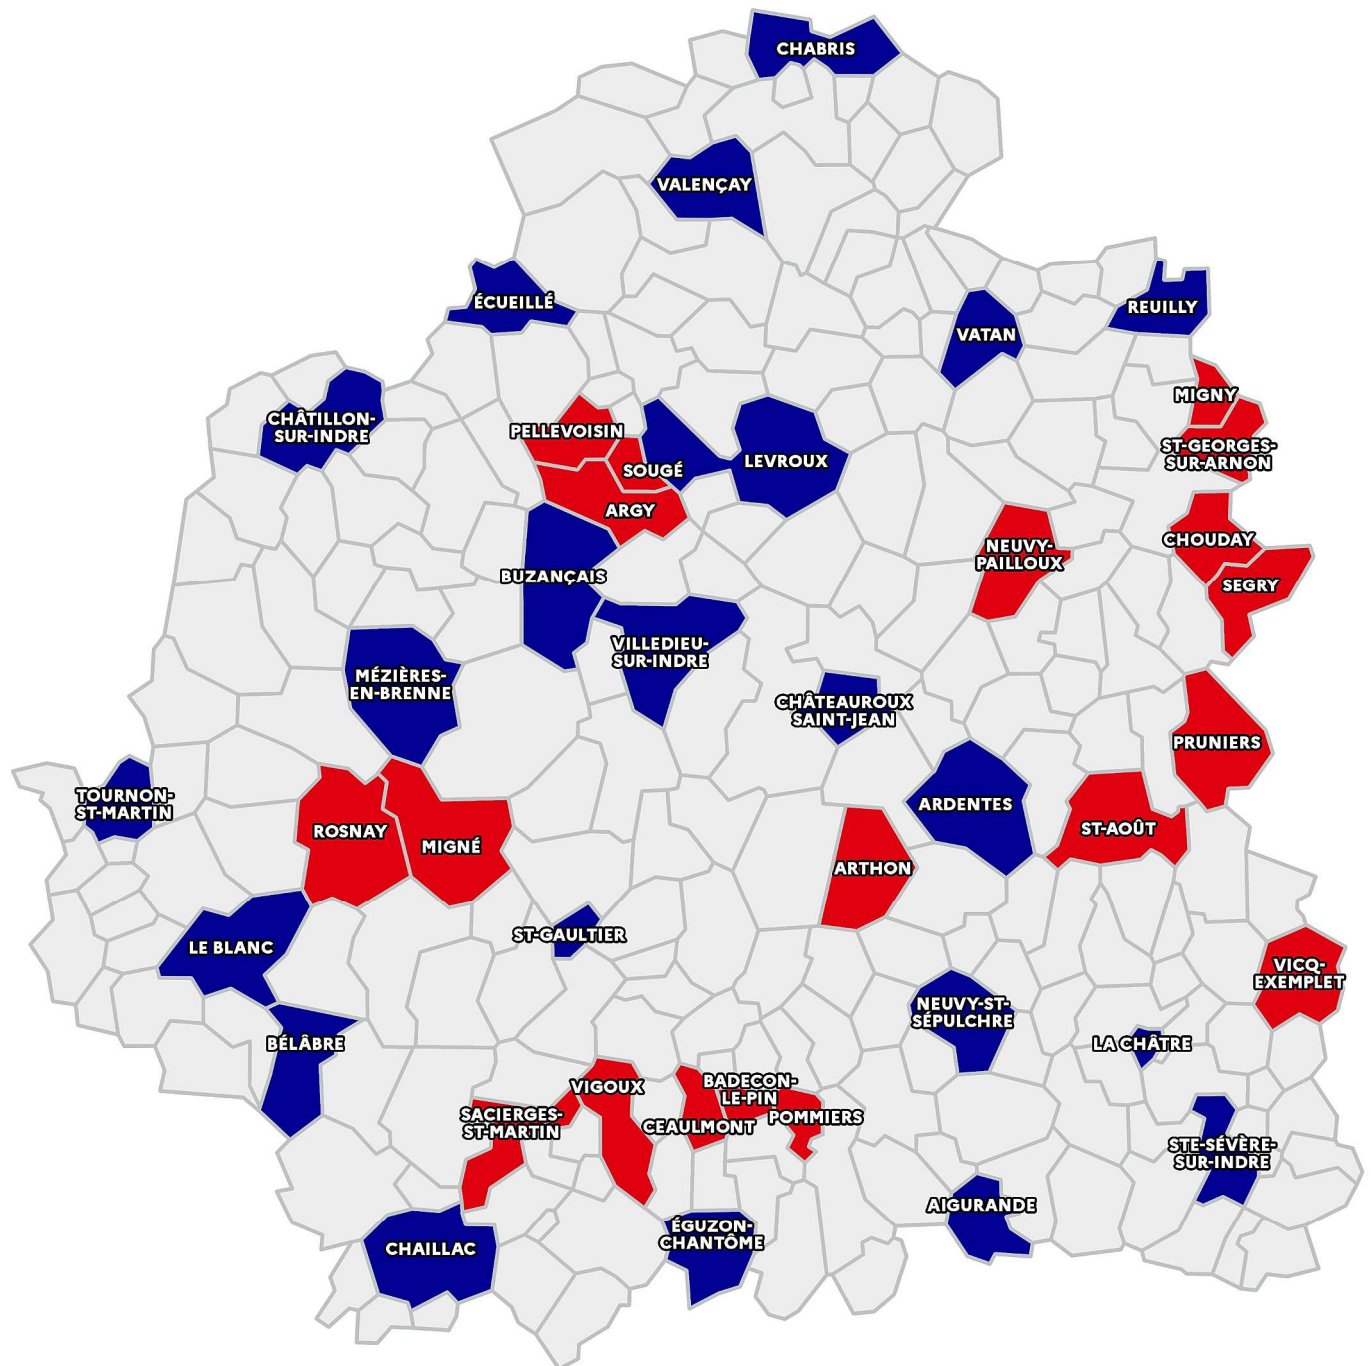 CHABRIS
VALENÇAY
ÉCUEILLÉ
REUILLY
VATAN
MIGNY
CHÂTILLON-
SUR-INDRE
PELLEVOISIN
ST-GEORGES-
SUR-ARNON
LEVROUX
SOUGÉ
ARGY
CHOUDAY
NEUVY-
PAILLOUX
BUZANÇAIS
SEGRY
VILLEDIEU-
SUR-INDRE
MÉZIÈRES-
EN-BRENNE
CHÂTEAUROUX
SAINT-JEAN
PRUNIERS
TOURNON-
ST-MARTIN
ARDENTES
ROSNAY
ST-AOÛT
MIGNÉ
ARTHON
ST-GAULTIER
LE BLANC
VICQ-
EXEMPLET
NEUVY-ST-
SÉPULCHRE
BÉLÂBRE
LA CHÂTRE
VIGOUX
BADECON-
LE-PIN
SACIERGES-
ST-MARTIN
CEAULMONT
POMMIERS
STE-SÉVÈRE-
SUR-INDRE
AIGURANDE
ÉGUZON-
CHANTÔME
CHAILLAC